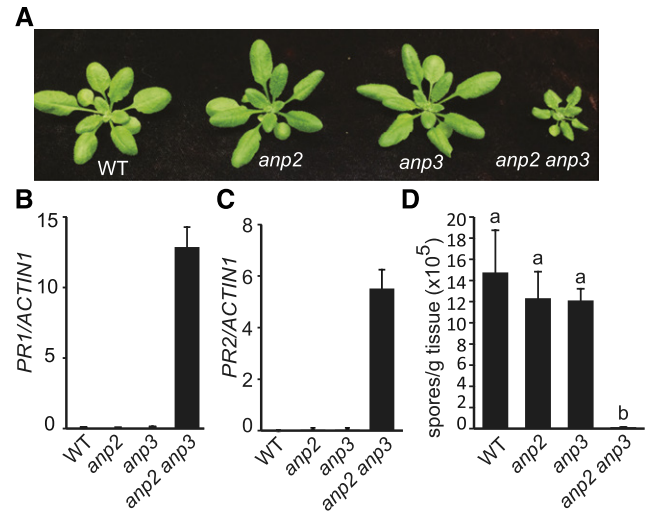 A
WT
anp2
anp3
anp2 anp3
B
PR1/ACTIN1
15
10
5
0
WT
anp2
anp3
anp2 anp3
C
PR2/ACTIN1
8
6
4
2
0
WT
anp2
anp3
anp2 anp3
D
spores/g tissue (x10⁵)
20
18
16
14
12
10
8
6
4
2
0
a
a
a
b
WT
anp2
anp3
anp2 anp3